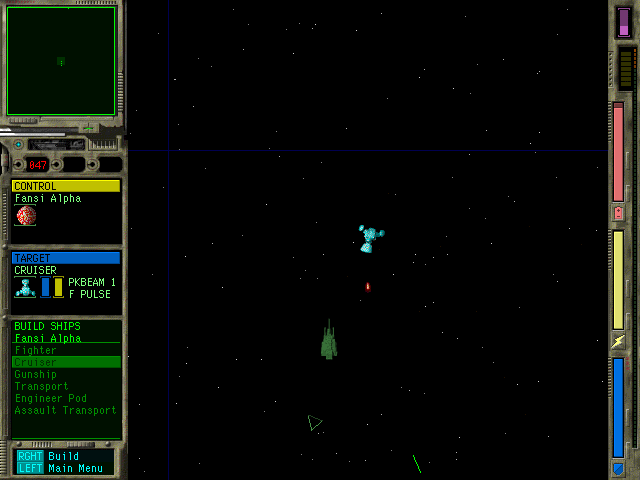 047
CONTROL
Fansi Alpha
TARGET
CRUISER
PKBEAM 1
F PULSE
BUILD SHIPS
Fansi Alpha
Fighter
Cruiser
Gunship
Transport
Engineer Pod
Assault Transport
RGHT Build
LEFT Main Menu